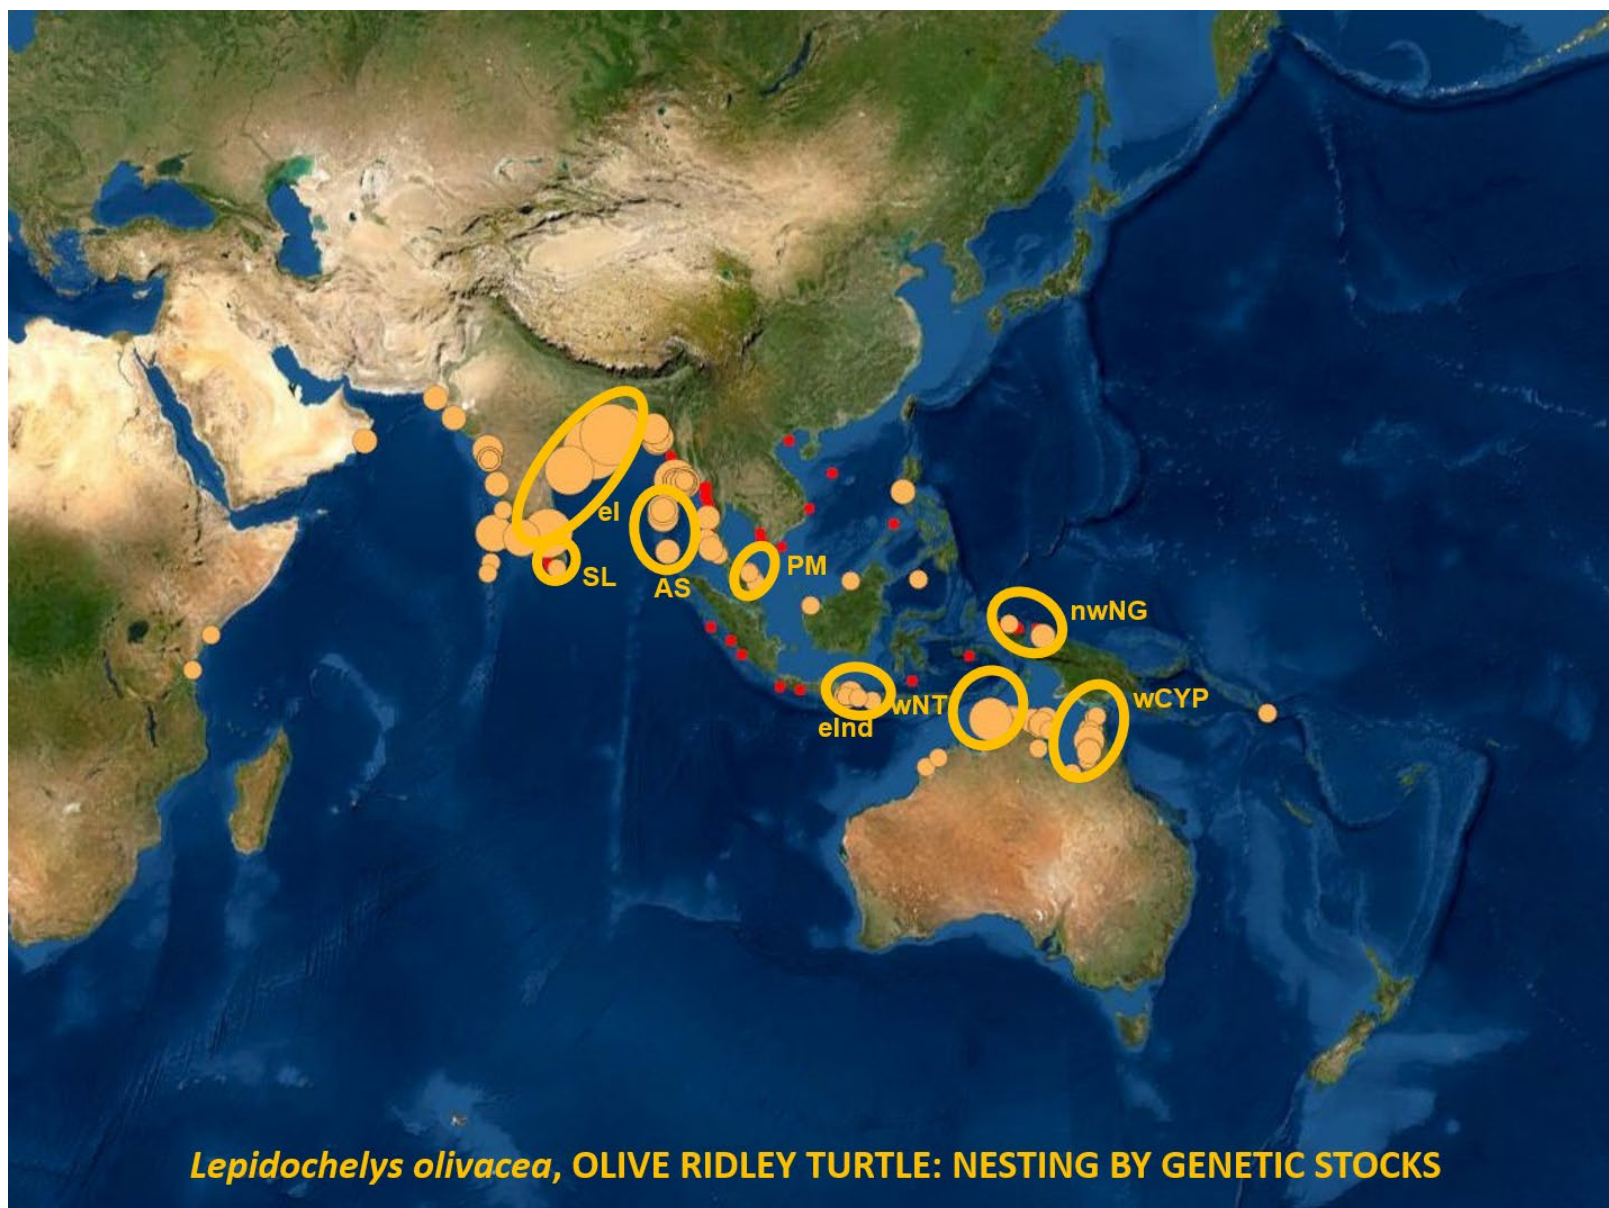 eI
SL
AS
PM
nwNG
wCYP
wNT
eInd
Lepidochelys olivacea, OLIVE RIDLEY TURTLE: NESTING BY GENETIC STOCKS